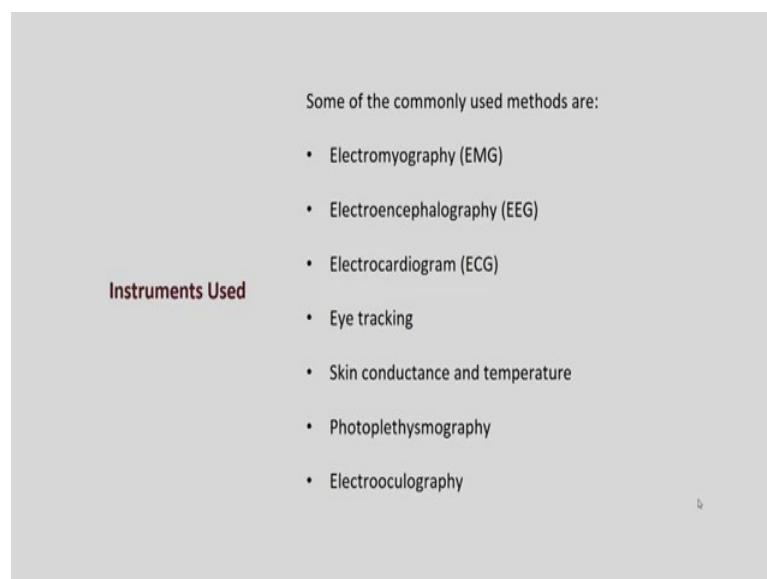 Instruments Used
Some of the commonly used methods are:
• Electromyography (EMG)
• Electroencephalography (EEG)
• Electrocardiogram (ECG)
• Eye tracking
• Skin conductance and temperature
• Photoplethysmography
• Electrooculography